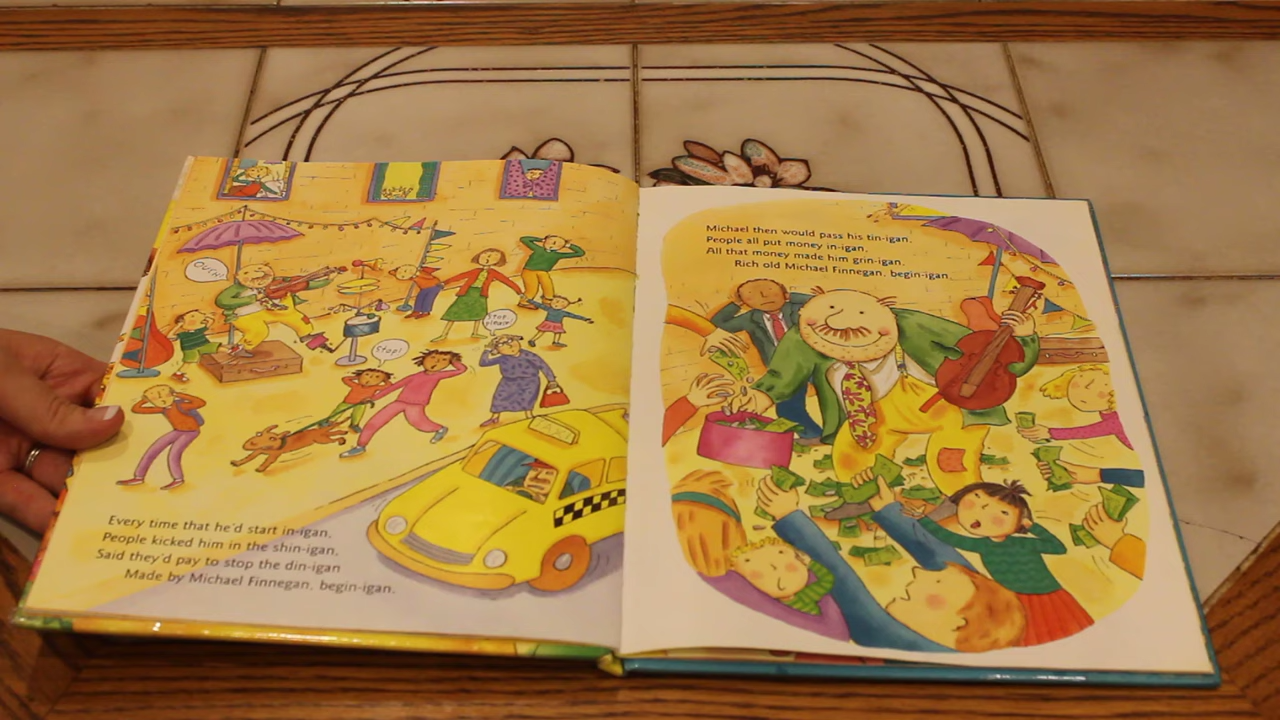 OUCH!
Stop please!
Stop!
TAXI
Every time that he'd start in-igan,
People kicked him in the shin-igan,
Said they'd pay to stop the din-igan
Made by Michael Finnegan, begin-igan.
Michael then would pass his tin-igan,
People all put money in-igan,
All that money made him grin-igan,
Rich old Michael Finnegan, begin-igan.